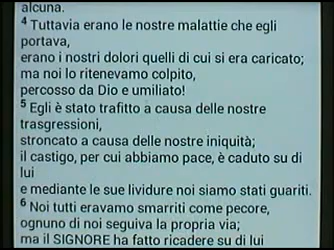 alcuna.
4 Tuttavia erano le nostre malattie che egli
portava,
erano i nostri dolori quelli di cui si era caricato;
ma noi lo ritenevamo colpito,
percosso da Dio e umiliato!
5 Egli è stato trafitto a causa delle nostre
trasgressioni,
stroncato a causa delle nostre iniquità;
il castigo, per cui abbiamo pace, è caduto su di
lui
e mediante le sue lividure noi siamo stati guariti.
6 Noi tutti eravamo smarriti come pecore,
ognuno di noi seguiva la propria via;
ma il SIGNORE ha fatto ricadere su di lui